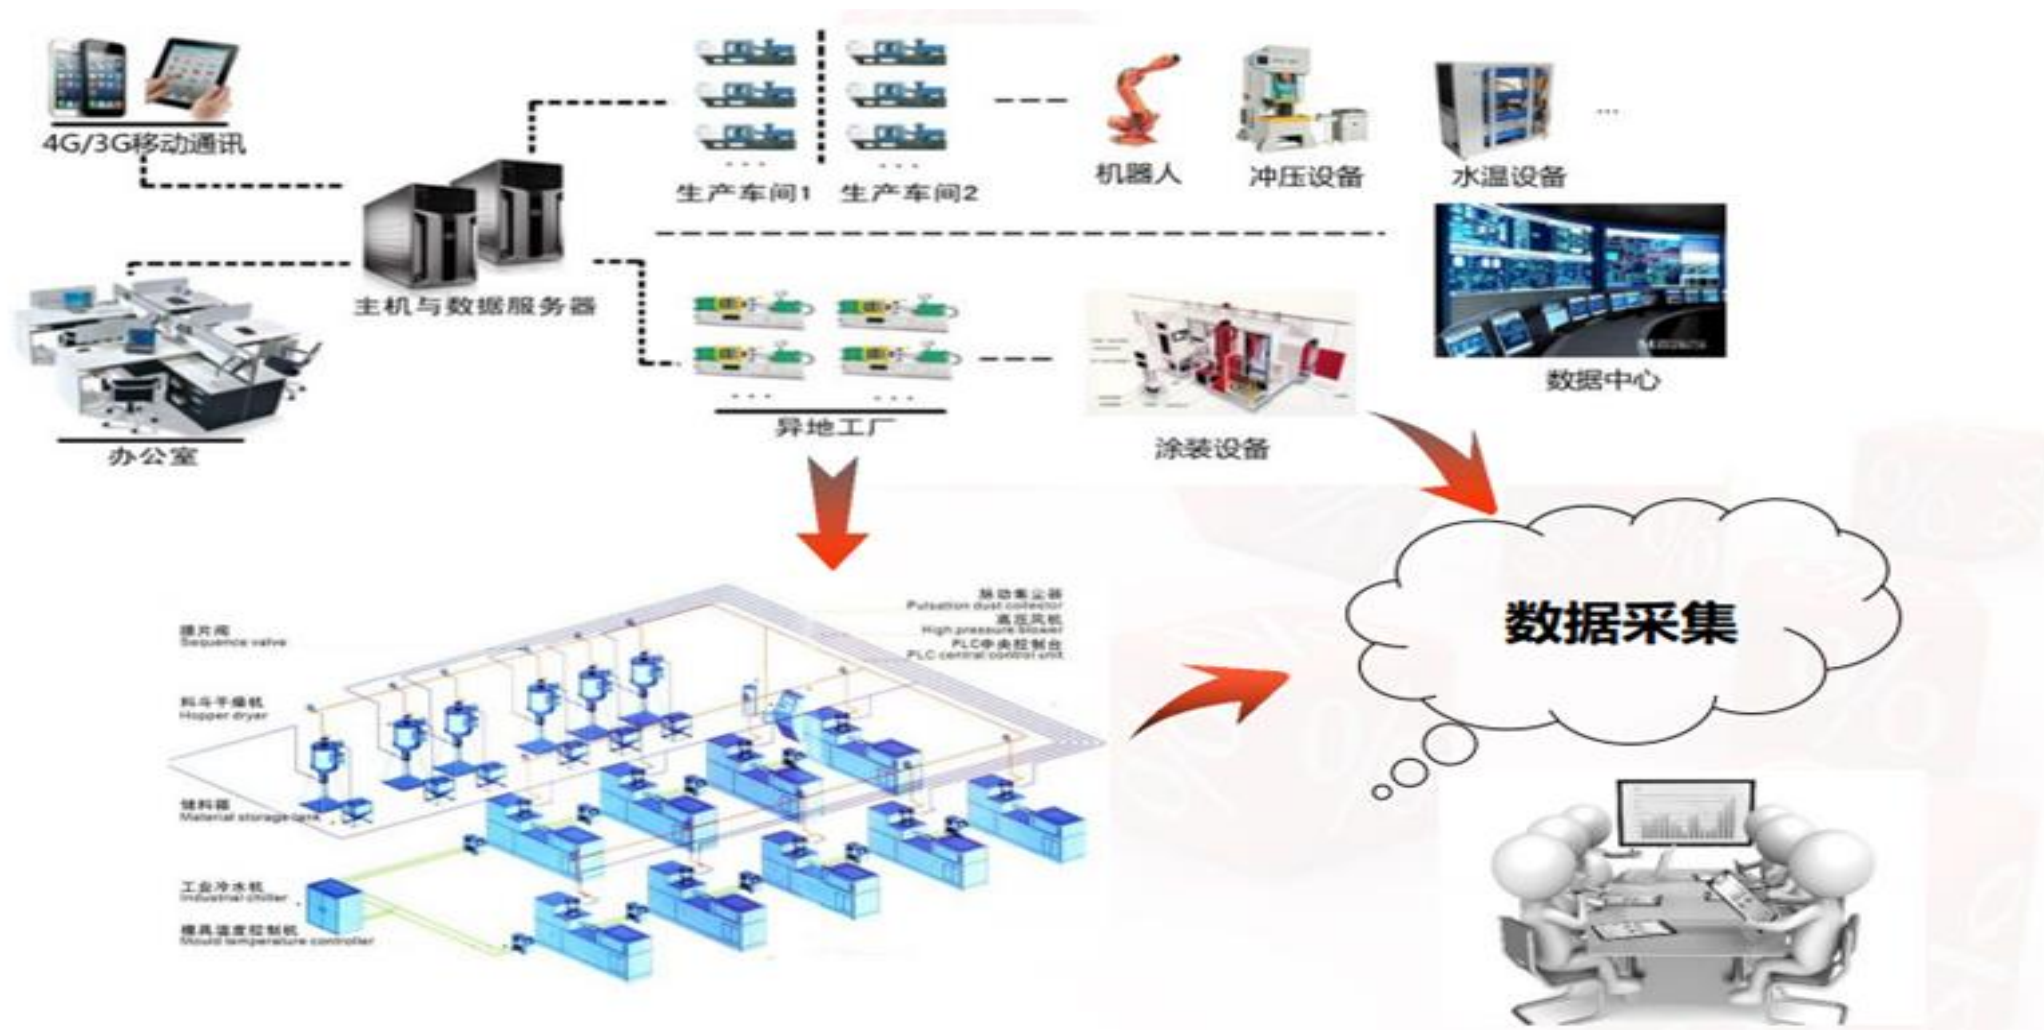 4G/3G移动通讯
生产车间1
生产车间2
机器人
冲压设备
水温设备
主机与数据服务器
数据中心
异地工厂
涂装设备
办公室
数据采集
脉动集尘器
Pulsation dust collector
高压风机
High pressure blower
PLC中央控制台
PLC central control unit
Sequence valve
料斗干燥机
Hopper dryer
储料器
Material storage tank
工业冷水机
Industrial chiller
模具温度控制机
Mould temperature controller